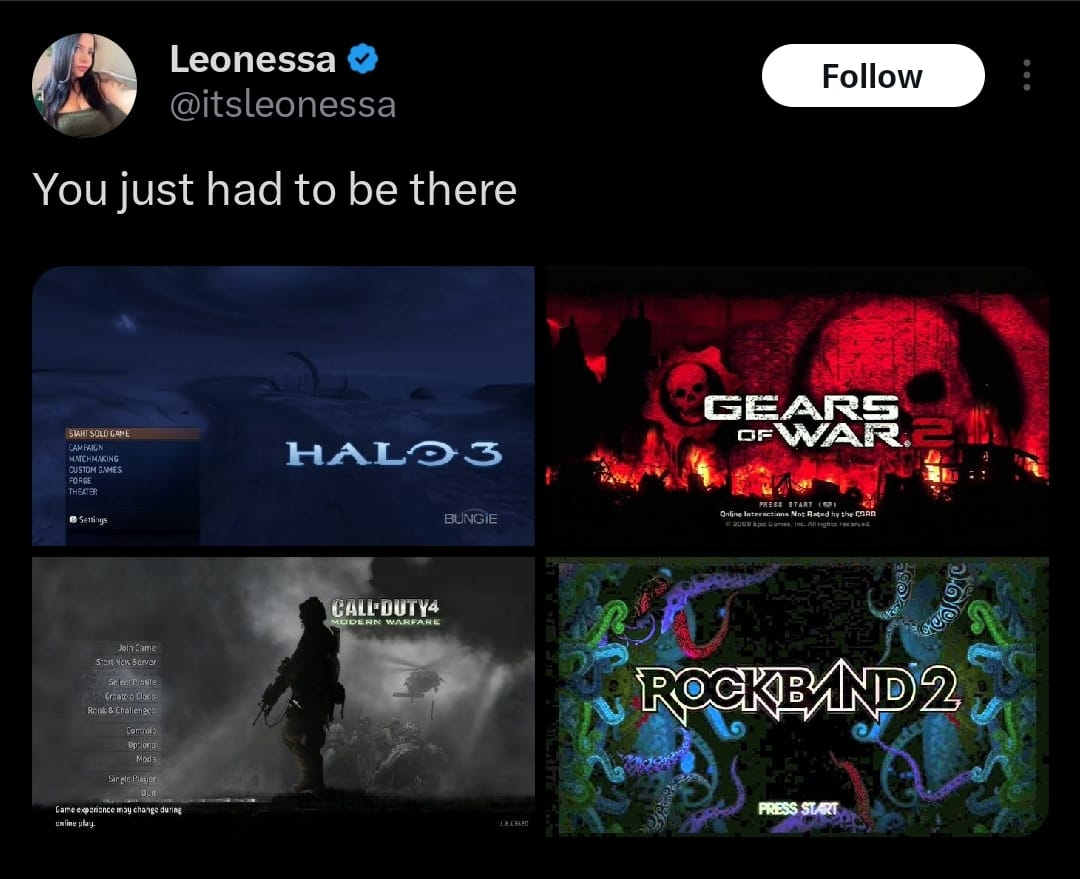 Leonessa
@itsleonessa
Follow
You just had to be there
START SOLO GAME
CAMPAIGN
MATCHMAKING
CUSTOM GAMES
FORGE
THEATER
Settings
HALO 3
BUNGIE
GEARS
OF WAR. 2
PRESS START
Online Interactions Not Rated by the ESRB
© 2008 Epic Games, Inc. All rights reserved.
CALL OF DUTY 4
MODERN WARFARE
Join Game
Start New Server
Select Profile
Create a Class
Rank & Challenges
Controls
Options
Mods
Single Player
Quit
Game experience may change during
online play.
ROCKBAND 2
PRESS START